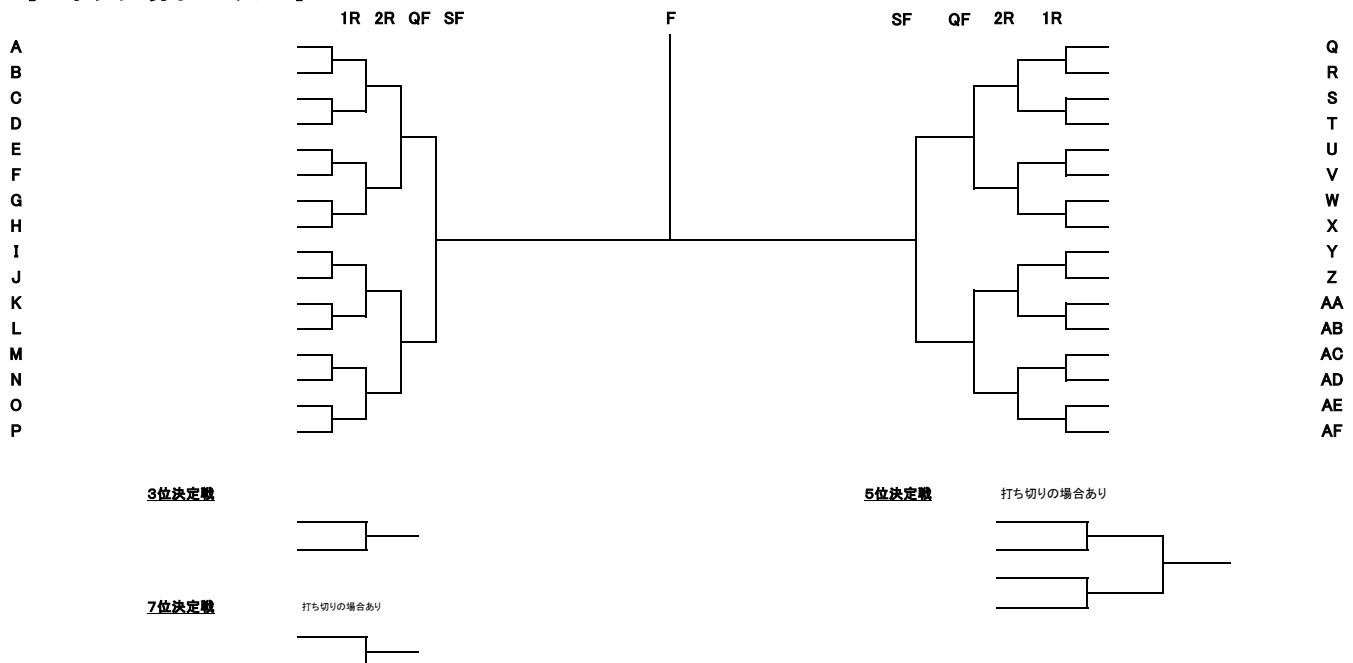 1R 2R QF SF F SF QF 2R 1R
A Q
B R
C S
D T
E U
F V
G W
H X
I Y
J Z
K AA
L AB
M AC
N AD
O AE
P AF
3位決定戦 5位決定戦 打ち切りの場合あり
7位決定戦 打ち切りの場合あり